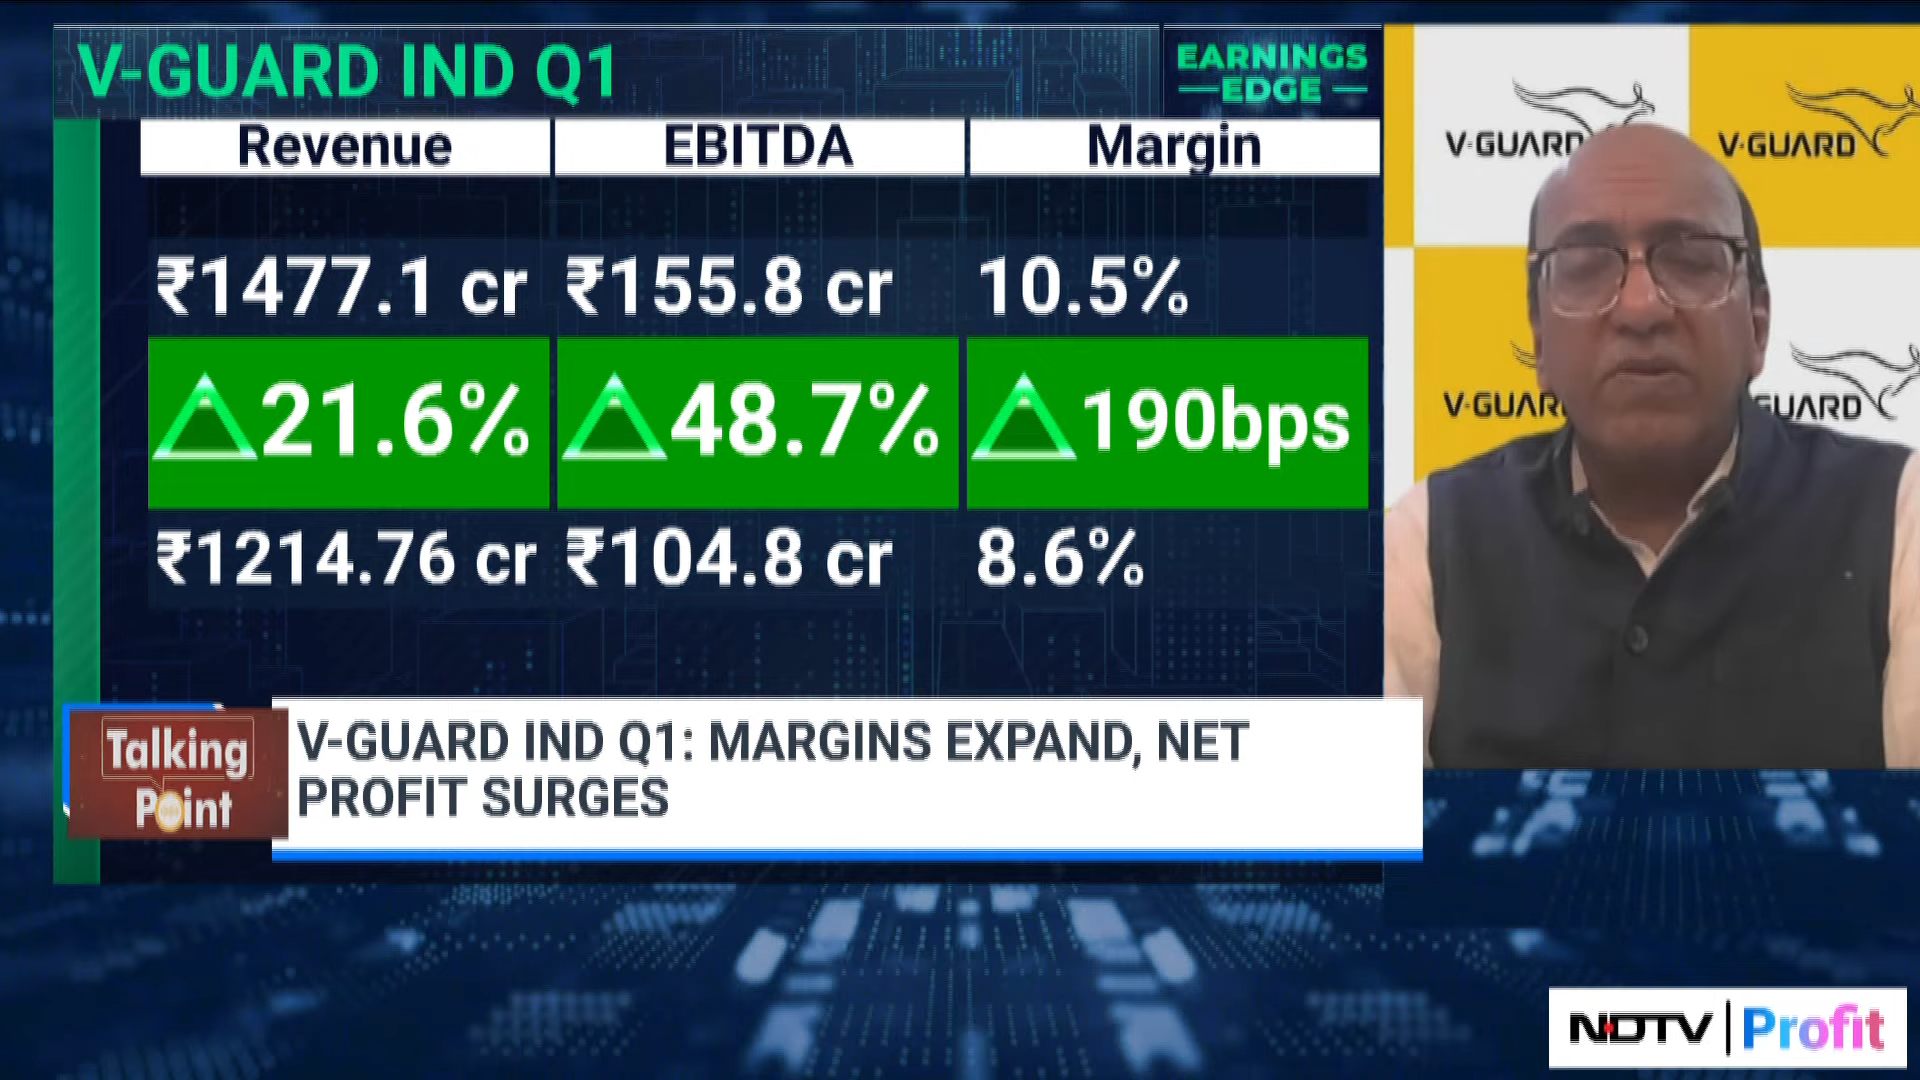 V-GUARD IND Q1
EARNINGS
EDGE
Revenue EBITDA Margin
₹1477.1 cr ₹155.8 cr 10.5%
21.6% 48.7% 190bps
₹1214.76 cr ₹104.8 cr 8.6%
V-GUARD V-GUARD
V-GUAR GUARD
Talking
Point
V-GUARD IND Q1: MARGINS EXPAND, NET
PROFIT SURGES
NDTV Profit